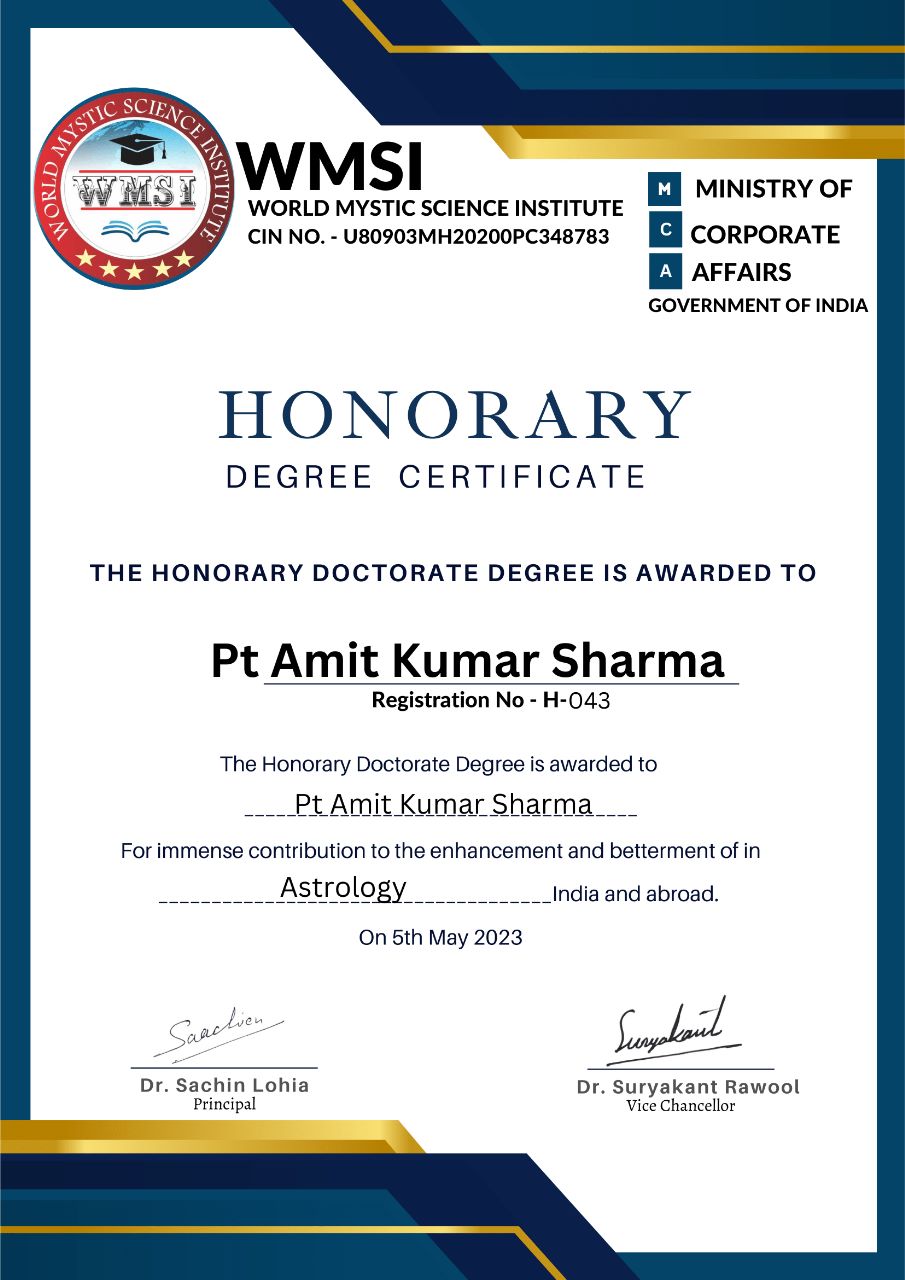 WORLD MYSTIC SCIENCE INSTITUTE
WMSI
WMSI
WORLD MYSTIC SCIENCE INSTITUTE
CIN NO. - U80903MH20200PC348783
M MINISTRY OF
C CORPORATE
A AFFAIRS
GOVERNMENT OF INDIA
HONORARY
DEGREE CERTIFICATE
THE HONORARY DOCTORATE DEGREE IS AWARDED TO
Pt Amit Kumar Sharma
Registration No - H-043
The Honorary Doctorate Degree is awarded to
Pt Amit Kumar Sharma
For immense contribution to the enhancement and betterment of in
Astrology India and abroad.
On 5th May 2023
Saachien
Suryakant
Dr. Sachin Lohia
Principal
Dr. Suryakant Rawool
Vice Chancellor